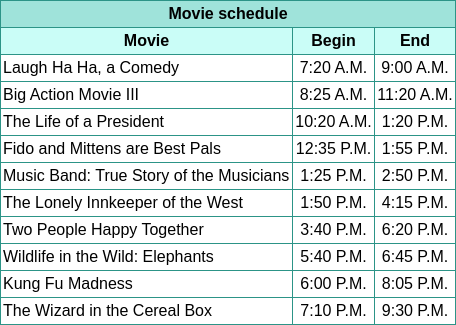 Movie schedule
Movie Begin End
Laugh Ha Ha, a Comedy 7:20 A.M. 9:00 A.M.
Big Action Movie III 8:25 A.M. 11:20 A.M.
The Life of a President 10:20 A.M. 1:20 P.M.
Fido and Mittens are Best Pals 12:35 P.M. 1:55 P.M.
Music Band: True Story of the Musicians 1:25 P.M. 2:50 P.M.
The Lonely Innkeeper of the West 1:50 P.M. 4:15 P.M.
Two People Happy Together 3:40 P.M. 6:20 P.M.
Wildlife in the Wild: Elephants 5:40 P.M. 6:45 P.M.
Kung Fu Madness 6:00 P.M. 8:05 P.M.
The Wizard in the Cereal Box 7:10 P.M. 9:30 P.M.